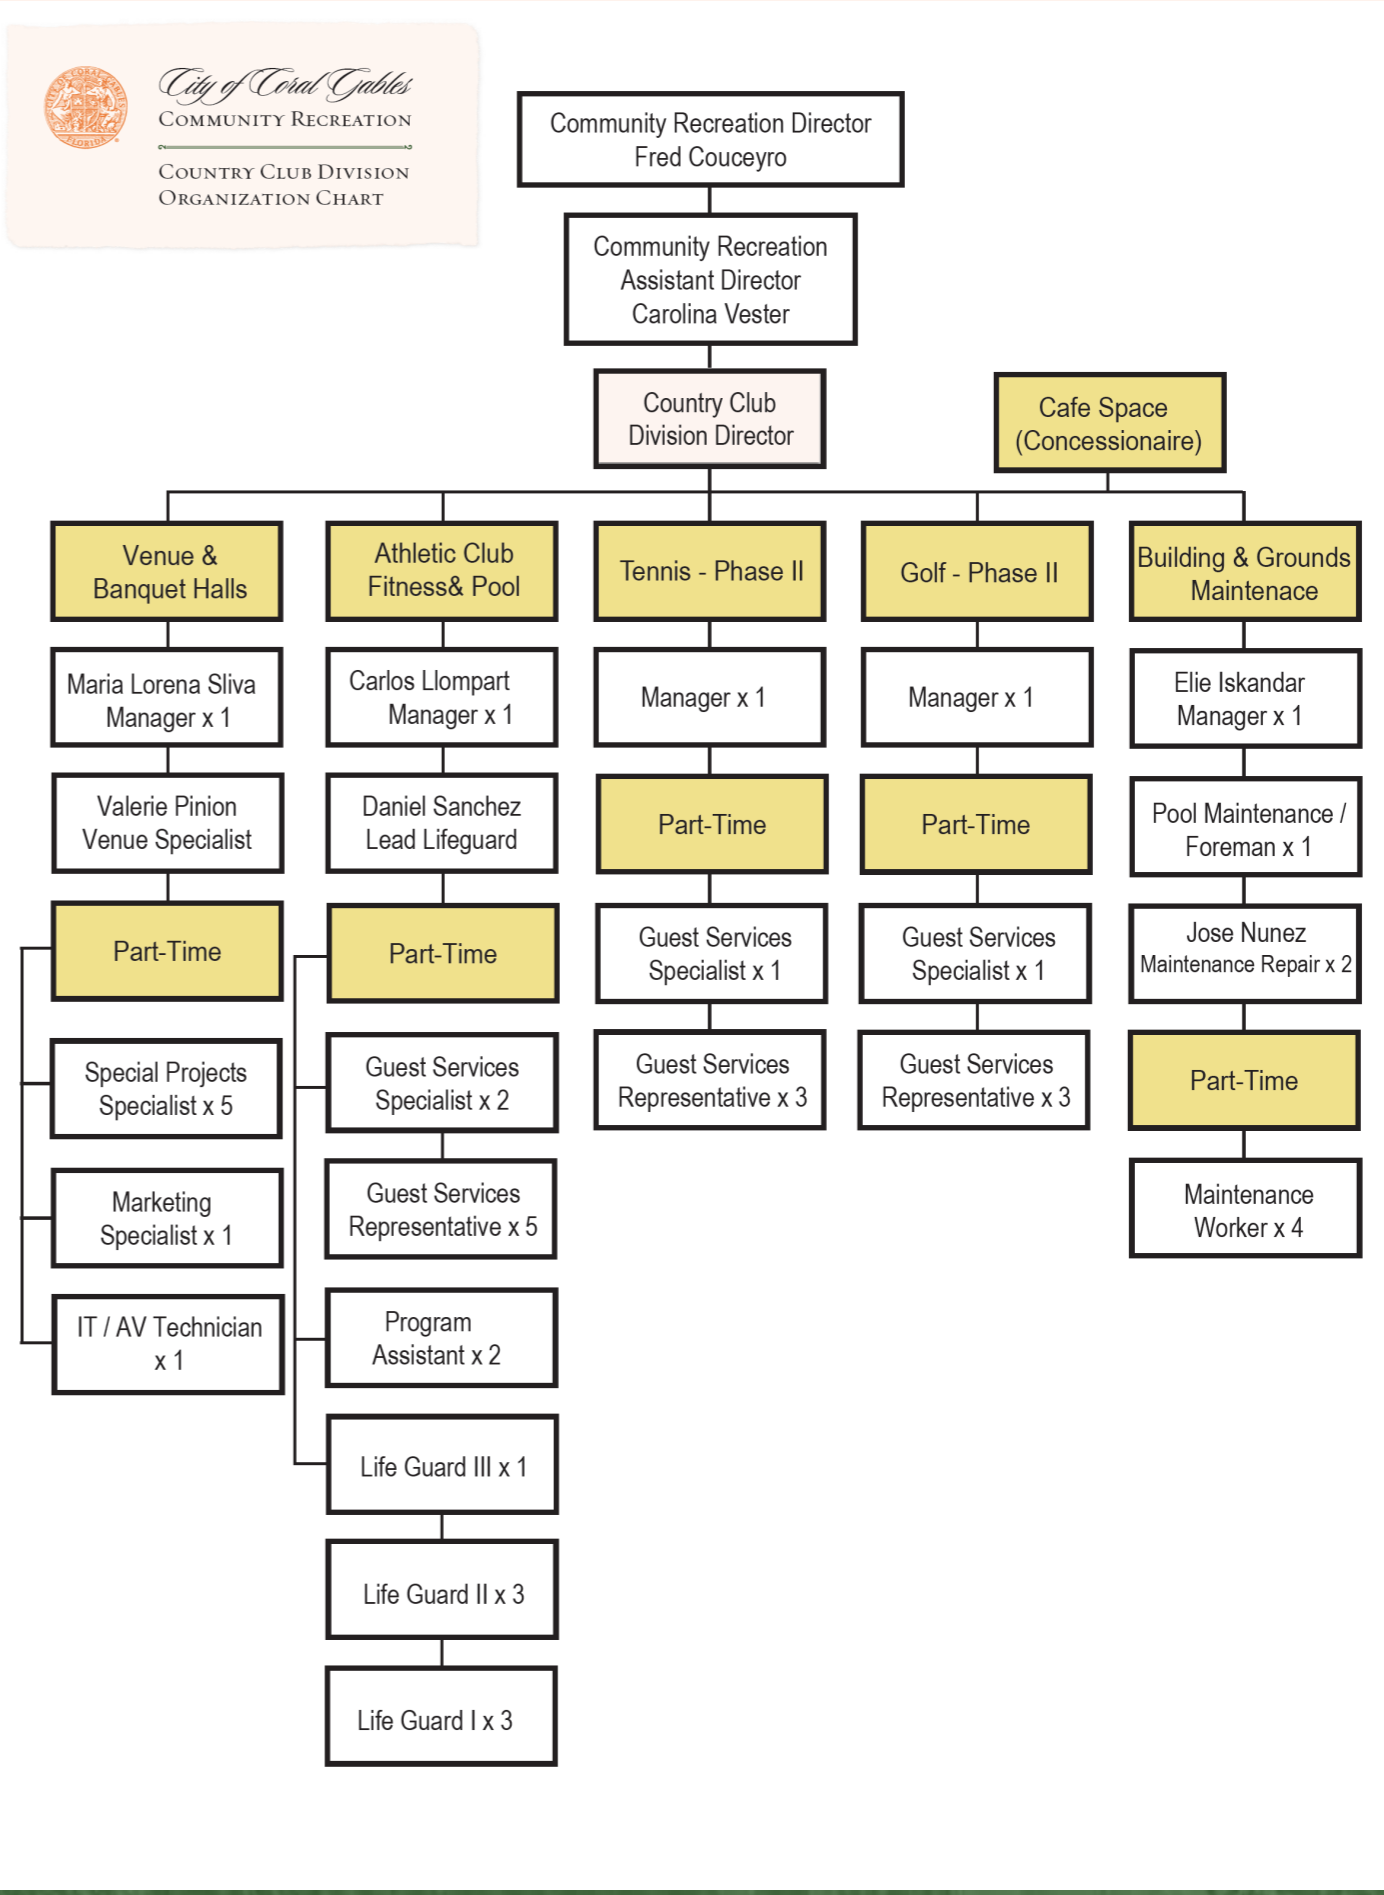 City of Coral Gables
COMMUNITY RECREATION
COUNTRY CLUB DIVISION
ORGANIZATION CHART
CITY OF CORAL GABLES
FLORIDA
Community Recreation Director
Fred Couceyro
Community Recreation
Assistant Director
Carolina Vester
Country Club
Division Director
Cafe Space
(Concessionaire)
Venue &
Banquet Halls
Maria Lorena Sliva
Manager x 1
Valerie Pinion
Venue Specialist
Part-Time
Special Projects
Specialist x 5
Marketing
Specialist x 1
IT / AV Technician
x 1
Athletic Club
Fitness& Pool
Carlos Llompart
Manager x 1
Daniel Sanchez
Lead Lifeguard
Part-Time
Guest Services
Specialist x 2
Guest Services
Representative x 5
Program
Assistant x 2
Life Guard III x 1
Life Guard II x 3
Life Guard I x 3
Tennis - Phase II
Manager x 1
Part-Time
Guest Services
Specialist x 1
Guest Services
Representative x 3
Golf - Phase II
Manager x 1
Part-Time
Guest Services
Specialist x 1
Guest Services
Representative x 3
Building & Grounds
Maintenace
Elie Iskandar
Manager x 1
Pool Maintenance /
Foreman x 1
Jose Nunez
Maintenance Repair x 2
Part-Time
Maintenance
Worker x 4